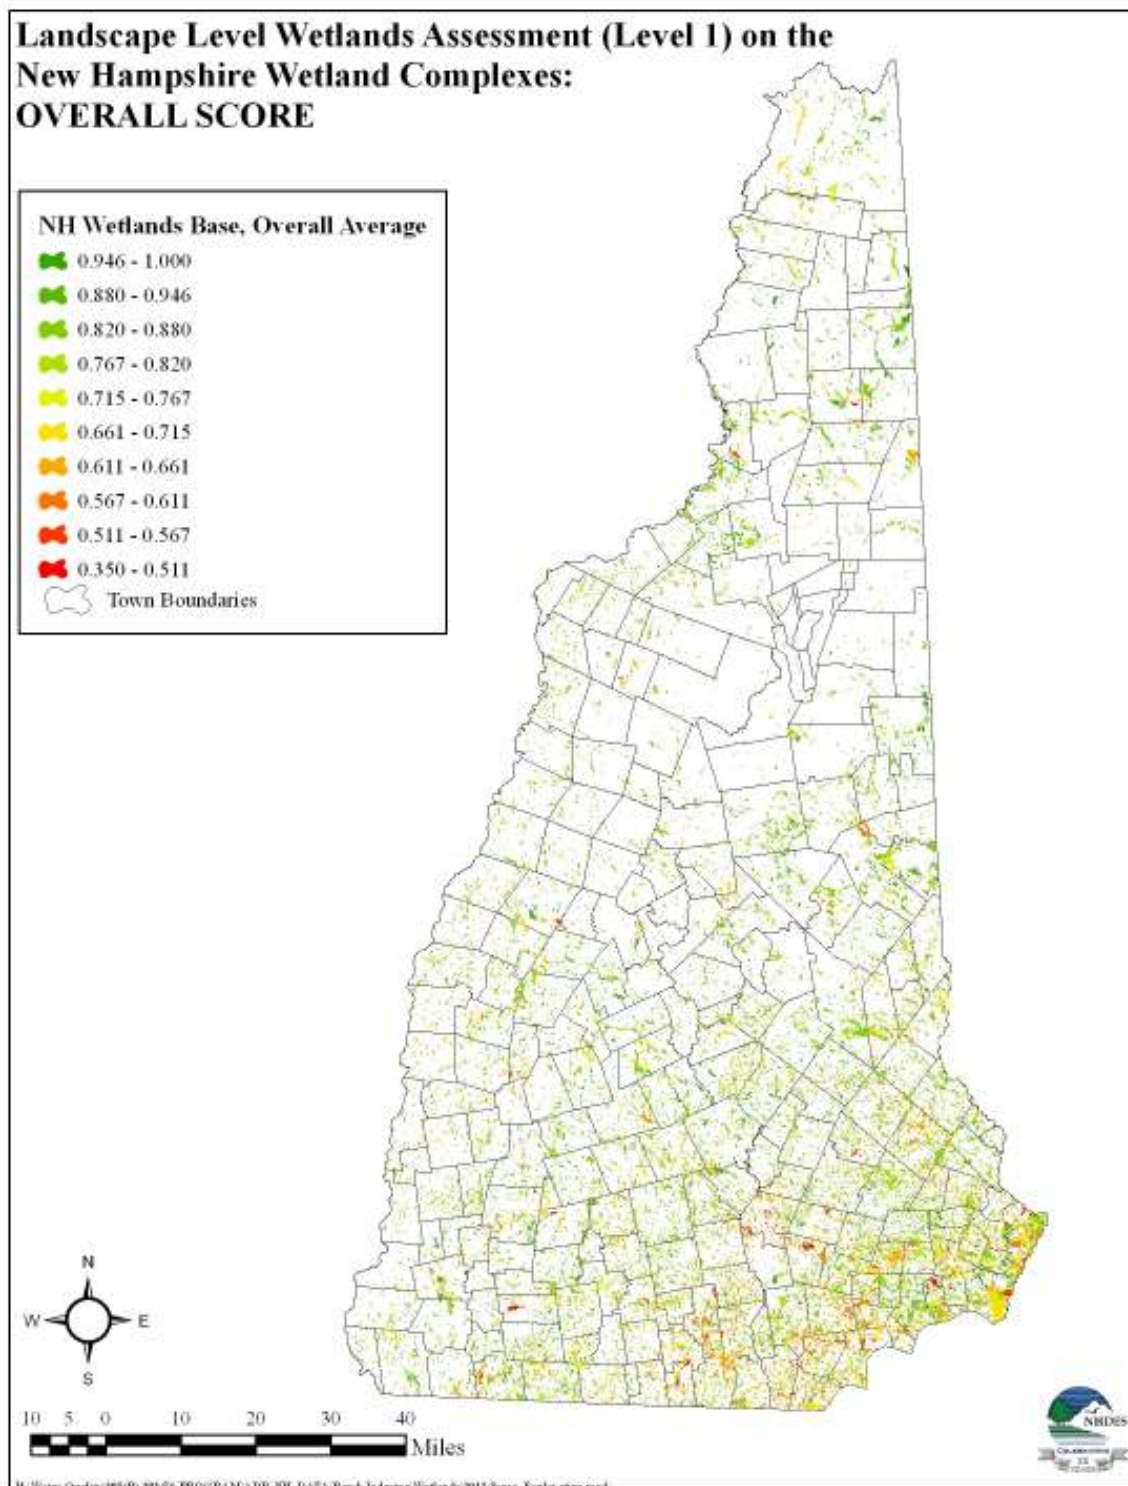 Landscape Level Wetlands Assessment (Level 1) on the
New Hampshire Wetland Complexes:
OVERALL SCORE
NH Wetlands Base, Overall Average
0.946 - 1.000
0.880 - 0.946
0.820 - 0.880
0.767 - 0.820
0.715 - 0.767
0.661 - 0.715
0.611 - 0.661
0.567 - 0.611
0.511 - 0.567
0.350 - 0.511
Town Boundaries
N
W E
S
10 5 0 10 20 30 40
Miles
NHDES